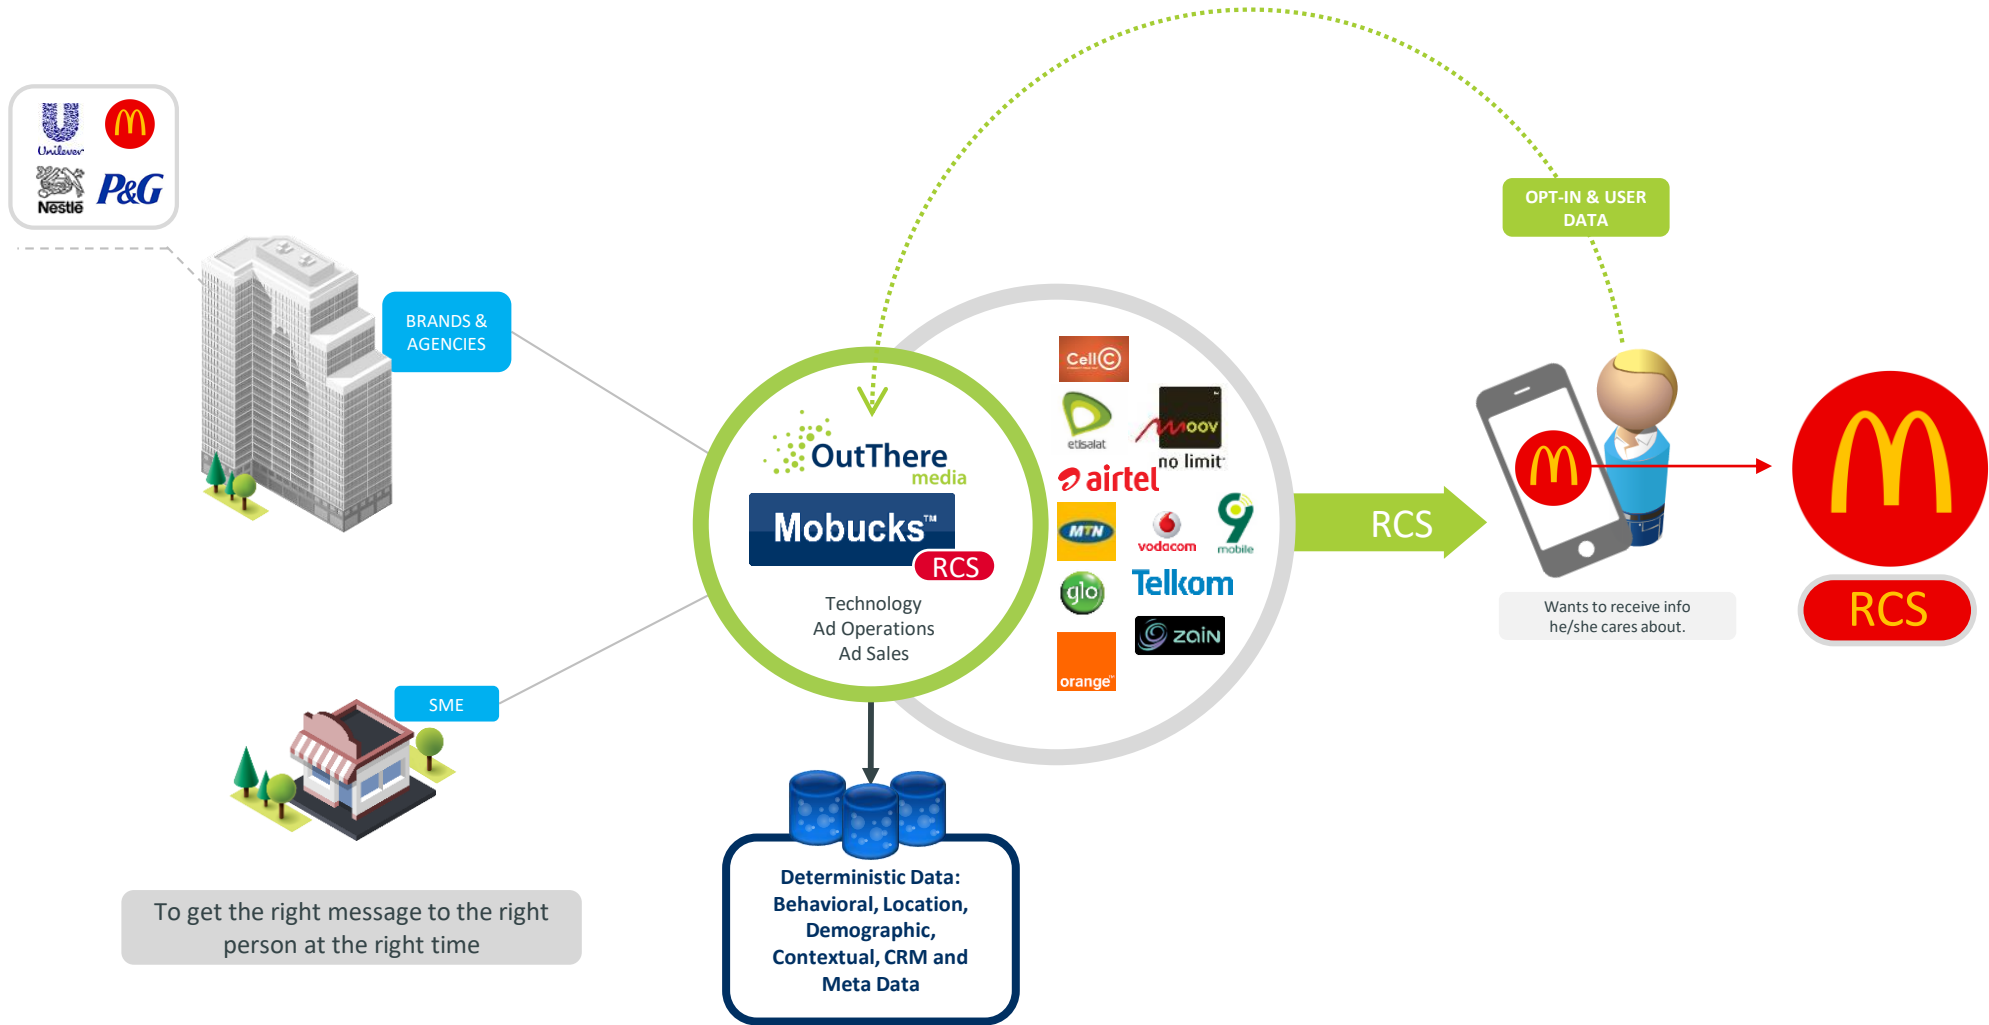 Unilever
Nestlé
P&G
BRANDS &
AGENCIES
SME
To get the right message to the right
person at the right time
OutThere
media
Mobucks™
RCS
Technology
Ad Operations
Ad Sales
Deterministic Data:
Behavioral, Location,
Demographic,
Contextual, CRM and
Meta Data
Cell C
etisalat
moov
no limit
airtel
MTN
vodacom
9
mobile
glo
Telkom
zain
orange™
RCS
OPT-IN & USER
DATA
Wants to receive info
he/she cares about.
RCS